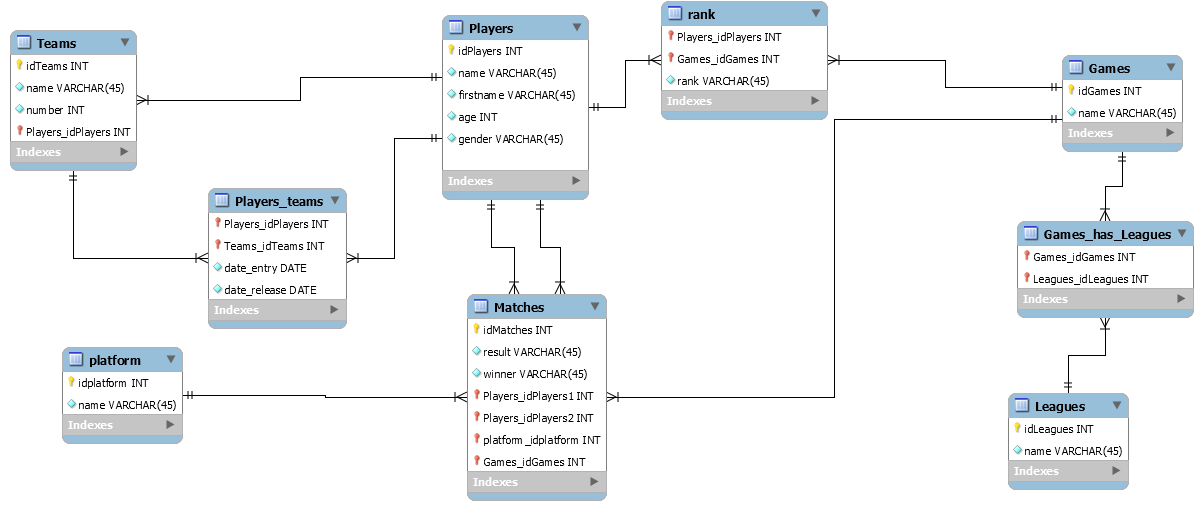 Teams
idTeams INT
name VARCHAR(45)
number INT
Players_idPlayers INT
Indexes
Players
idPlayers INT
name VARCHAR(45)
firstname VARCHAR(45)
age INT
gender VARCHAR(45)
Indexes
rank
Players_idPlayers INT
Games_idGames INT
rank VARCHAR(45)
Indexes
Games
idGames INT
name VARCHAR(45)
Indexes
Players_teams
Players_idPlayers INT
Teams_idTeams INT
date_entry DATE
date_release DATE
Indexes
Games_has_Leagues
Games_idGames INT
Leagues_idLeagues INT
Indexes
Matches
idMatches INT
result VARCHAR(45)
winner VARCHAR(45)
Players_idPlayers1 INT
Players_idPlayers2 INT
platform_idplatform INT
Games_idGames INT
Indexes
platform
idplatform INT
name VARCHAR(45)
Indexes
Leagues
idLeagues INT
name VARCHAR(45)
Indexes